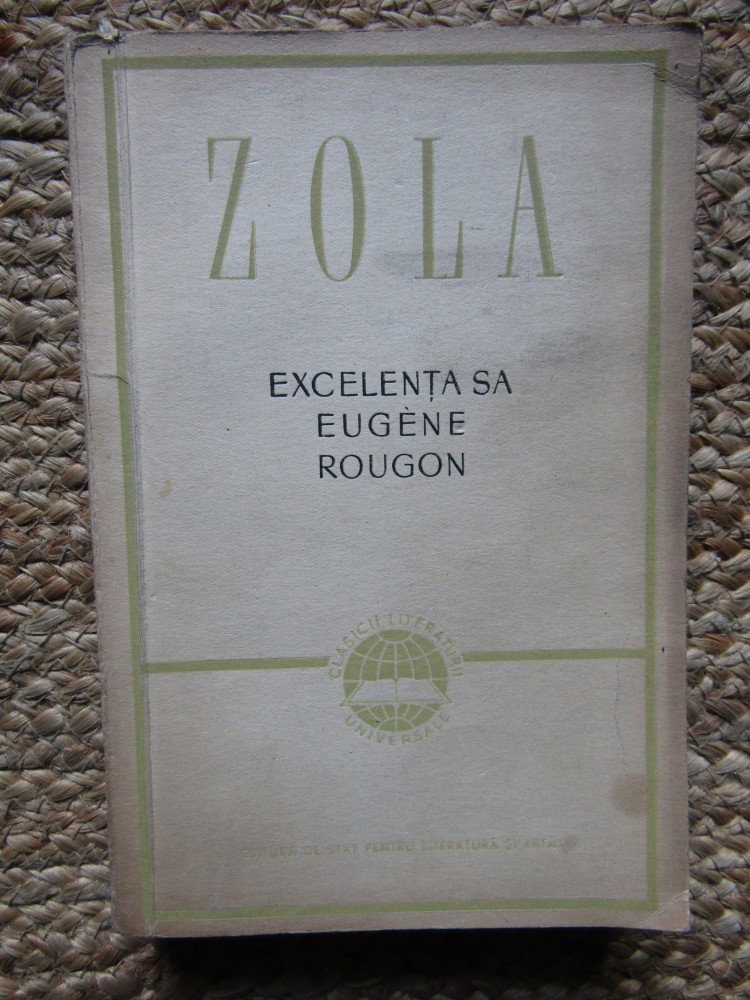 ZOLA
EXCELENȚA SA
EUGÈNE
ROUGON
CLASICII LITERATURII
UNIVERSALE
EDITURA DE STAT PENTRU LITERATURĂ ȘI ARTĂ